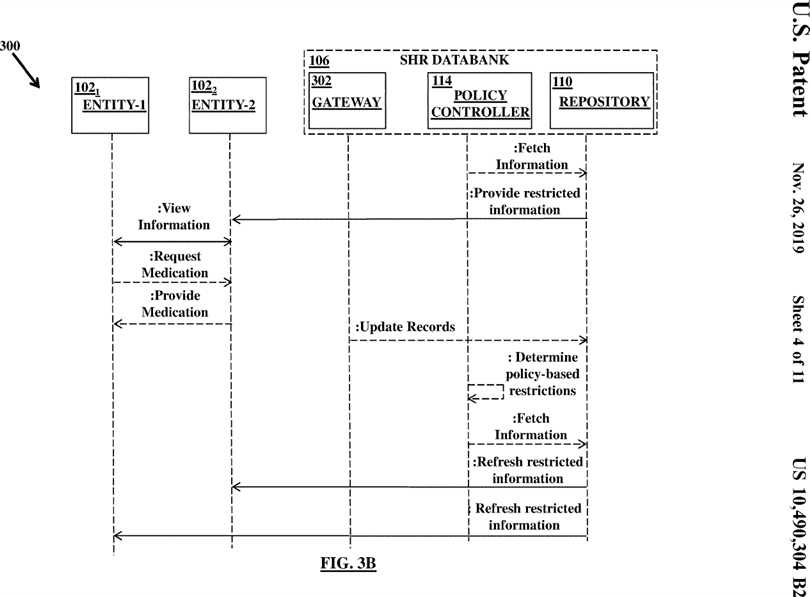 U.S. Patent
Nov. 26, 2019
Sheet 4 of 11
US 10,490,304 B2
300
106
SHR DATABANK
102₁
ENTITY-1
102₂
ENTITY-2
302
GATEWAY
114
POLICY
CONTROLLER
110
REPOSITORY
:Fetch
Information
:Provide restricted
information
:View
Information
:Request
Medication
:Provide
Medication
:Update Records
: Determine
policy-based
restrictions
:Fetch
Information
:Refresh restricted
information
: Refresh restricted
information
FIG. 3B